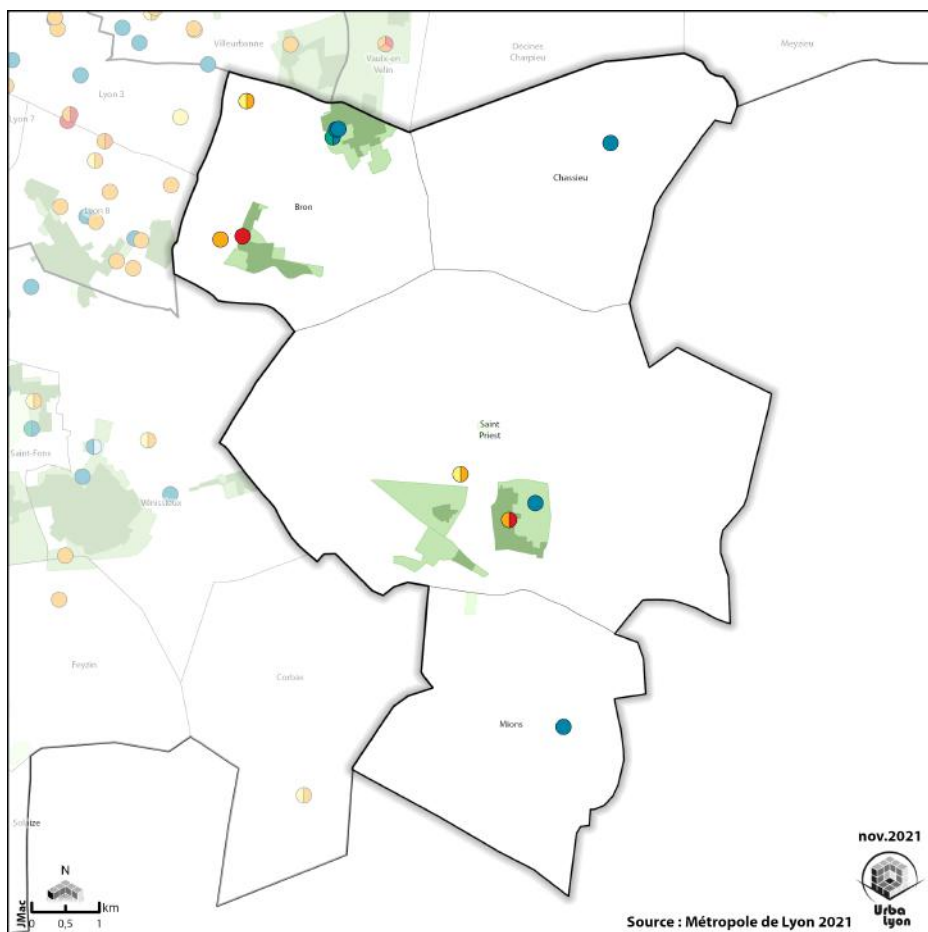 Villeurbanne
Vaulx-en
Velin
Décines
Charpieu
Meyzieu
Lyon 3
Lyon 7
Chassieu
Bron
Lyon 8
Saint
Priest
Saint-Fons
Vénissieux
Feyzin
Corbas
Mions
Solaize
nov.2021
N
0 0,5 1 km
JMac
Source : Métropole de Lyon 2021
Urba
Lyon